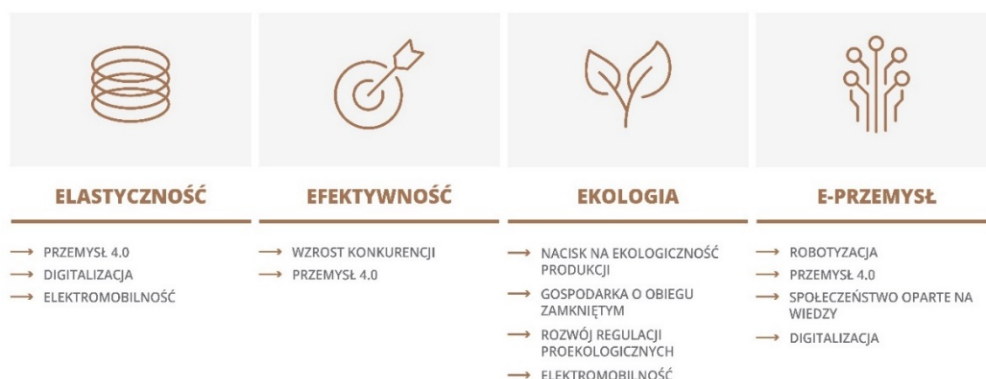 ELASTYCZNOŚĆ
PRZEMYSŁ 4.0
DIGITALIZACJA
ELEKTROMOBILNOŚĆ
EFEKTYWNOŚĆ
WZROST KONKURENCJI
PRZEMYSŁ 4.0
EKOLOGIA
NACISK NA EKOLOGICZNOŚĆ
PRODUKCJI
GOSPODARKA O OBIEGU
ZAMKNIĘTYM
ROZWÓJ REGULACJI
PROEKOLOGICZNYCH
ELEKTROMOBILNOŚĆ
E-PRZEMYSŁ
ROBOTYZACJA
PRZEMYSŁ 4.0
SPOŁECZEŃSTWO OPARTE NA
WIEDZY
DIGITALIZACJA